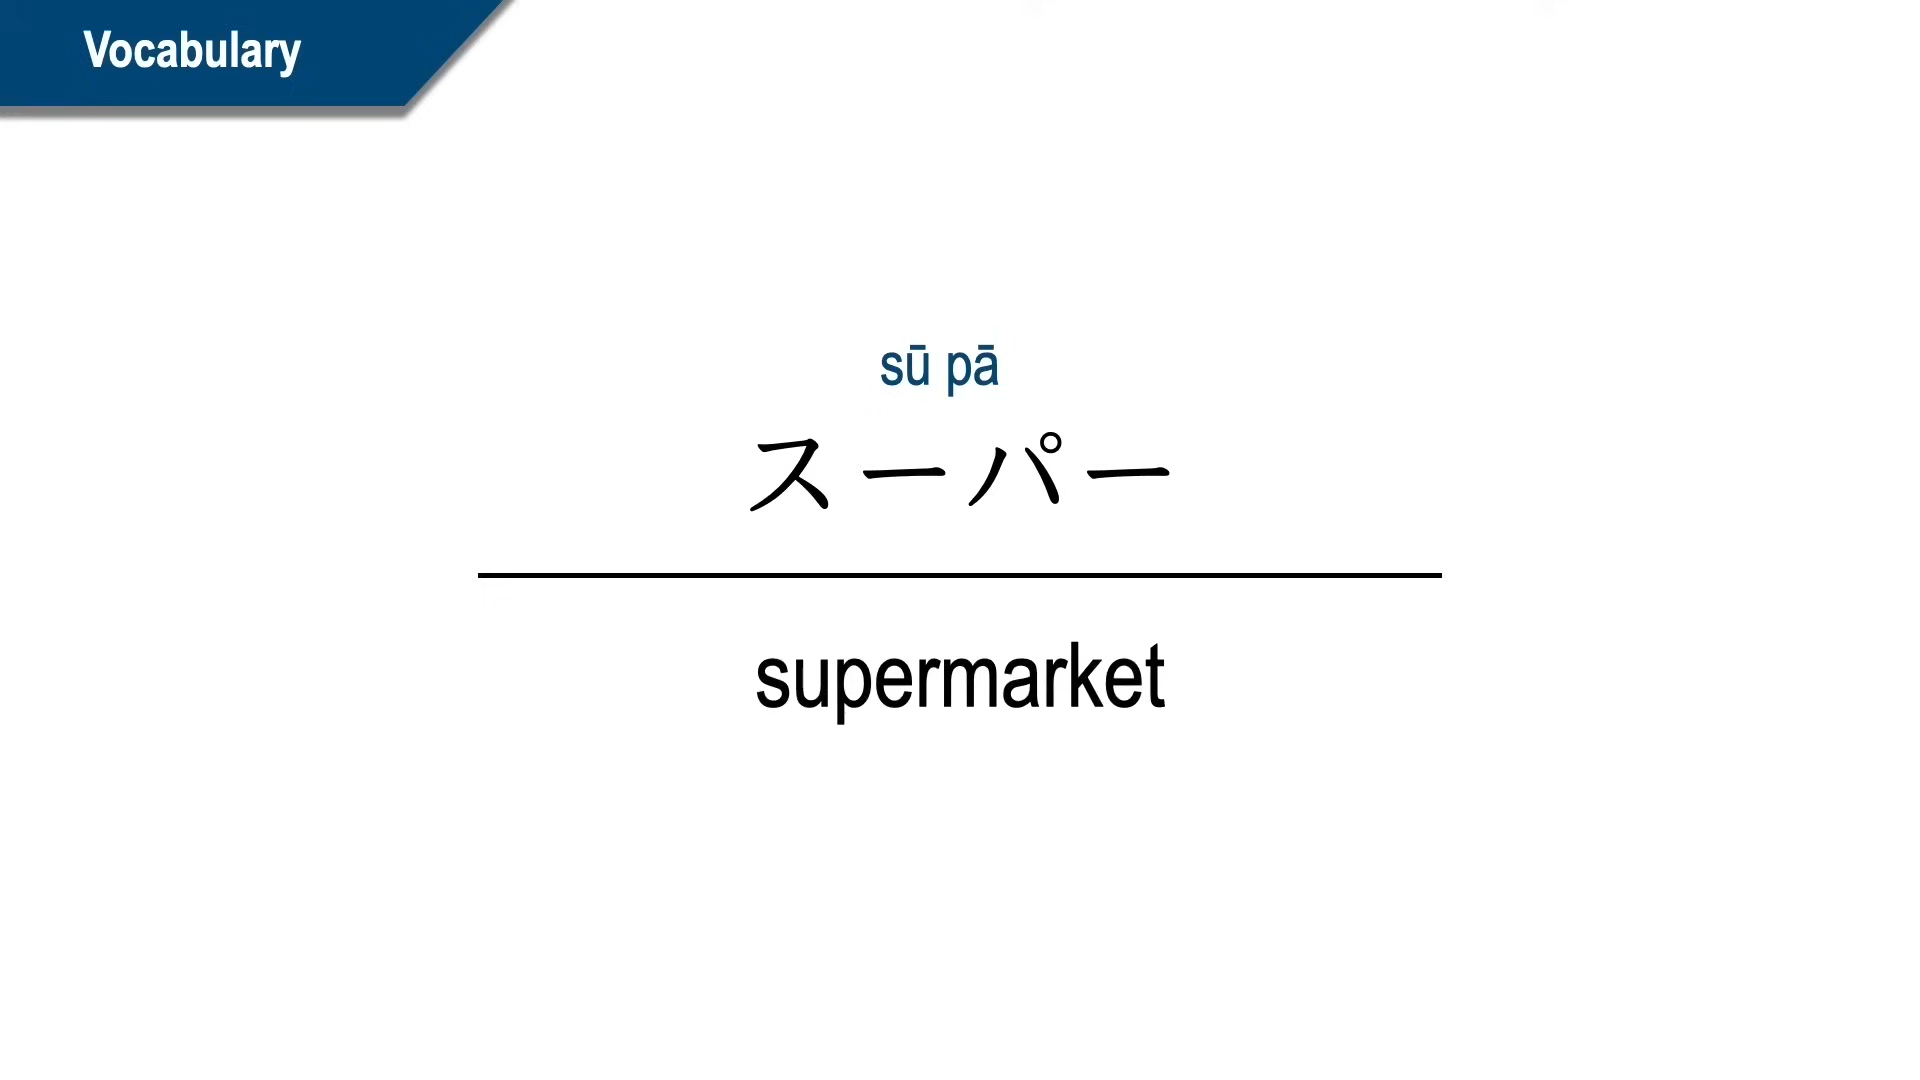 Vocabulary
sū pā
スーパー
supermarket